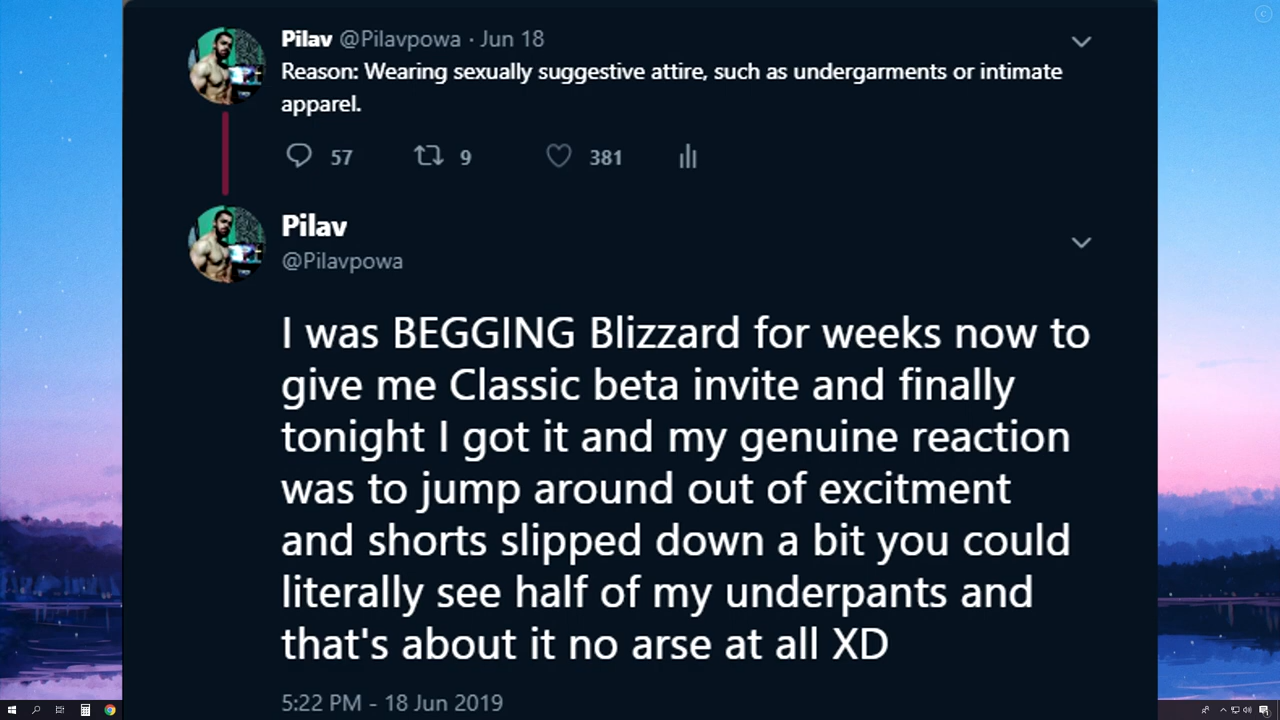 Pilav @Pilavpowa · Jun 18
Reason: Wearing sexually suggestive attire, such as undergarments or intimate
apparel.
57 9 381
Pilav
@Pilavpowa
I was BEGGING Blizzard for weeks now to
give me Classic beta invite and finally
tonight I got it and my genuine reaction
was to jump around out of excitment
and shorts slipped down a bit you could
literally see half of my underpants and
that's about it no arse at all XD
5:22 PM - 18 Jun 2019